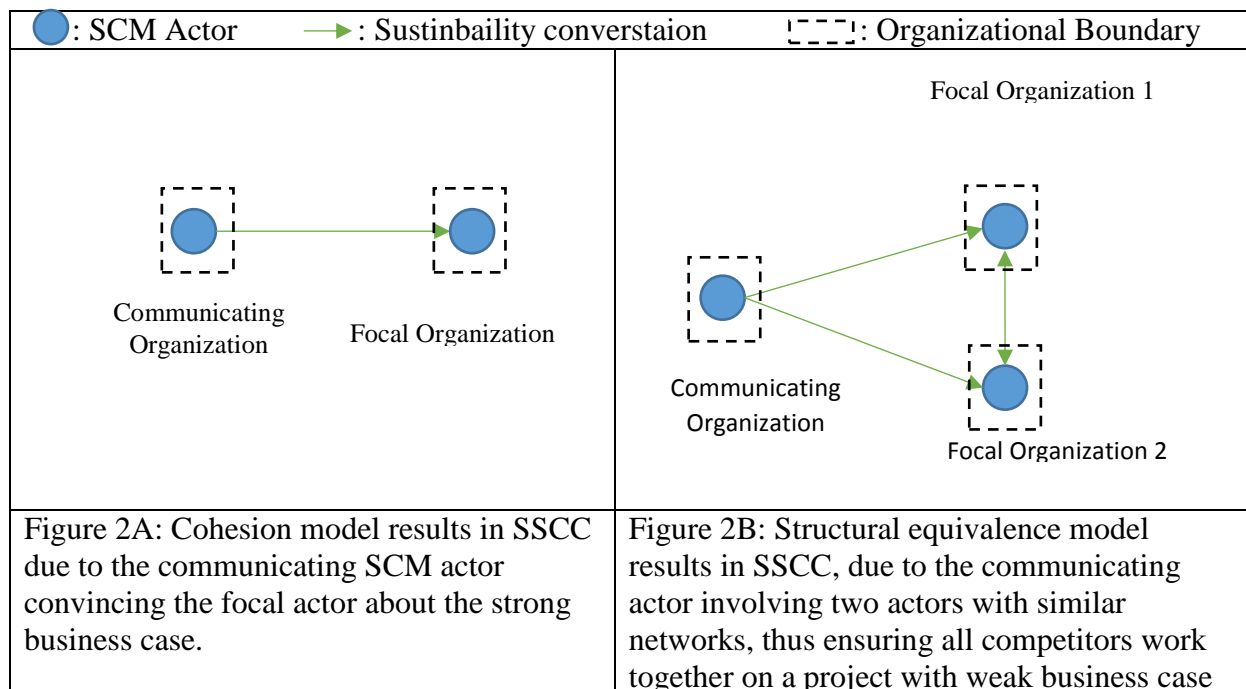 : SCM Actor : Sustinbaility converstaion : Organizational Boundary
Communicating
Organization
Focal Organization
Focal Organization 1
Communicating
Organization
Focal Organization 2
Figure 2A: Cohesion model results in SSCC
due to the communicating SCM actor
convincing the focal actor about the strong
business case.
Figure 2B: Structural equivalence model
results in SSCC, due to the communicating
actor involving two actors with similar
networks, thus ensuring all competitors work
together on a project with weak business case